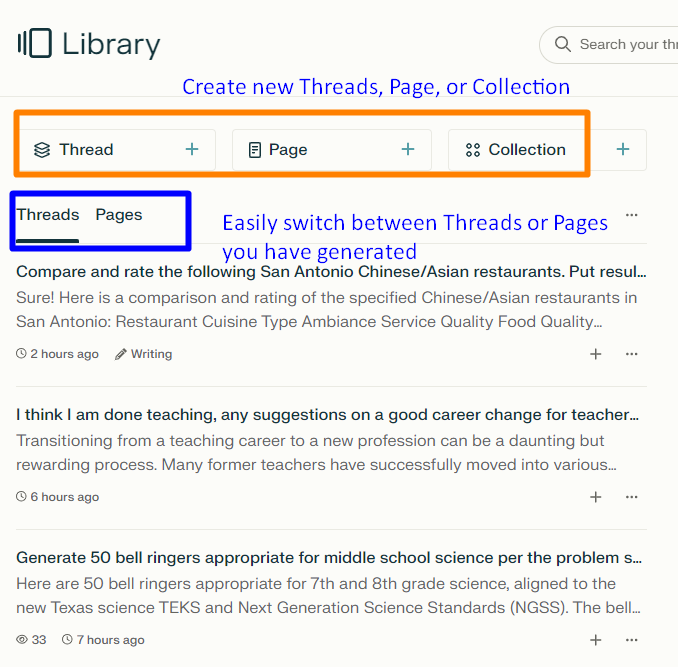 Library
Search your thr
Create new Threads, Page, or Collection
Thread + Page + Collection +
Threads Pages ...
Easily switch between Threads or Pages
you have generated
Compare and rate the following San Antonio Chinese/Asian restaurants. Put resul...
Sure! Here is a comparison and rating of the specified Chinese/Asian restaurants in
San Antonio: Restaurant Cuisine Type Ambiance Service Quality Food Quality...
2 hours ago Writing + ...
I think I am done teaching, any suggestions on a good career change for teacher...
Transitioning from a teaching career to a new profession can be a daunting but
rewarding process. Many former teachers have successfully moved into various...
6 hours ago + ...
Generate 50 bell ringers appropriate for middle school science per the problem s...
Here are 50 bell ringers appropriate for 7th and 8th grade science, aligned to the
new Texas science TEKS and Next Generation Science Standards (NGSS). The bell...
33 7 hours ago + ...